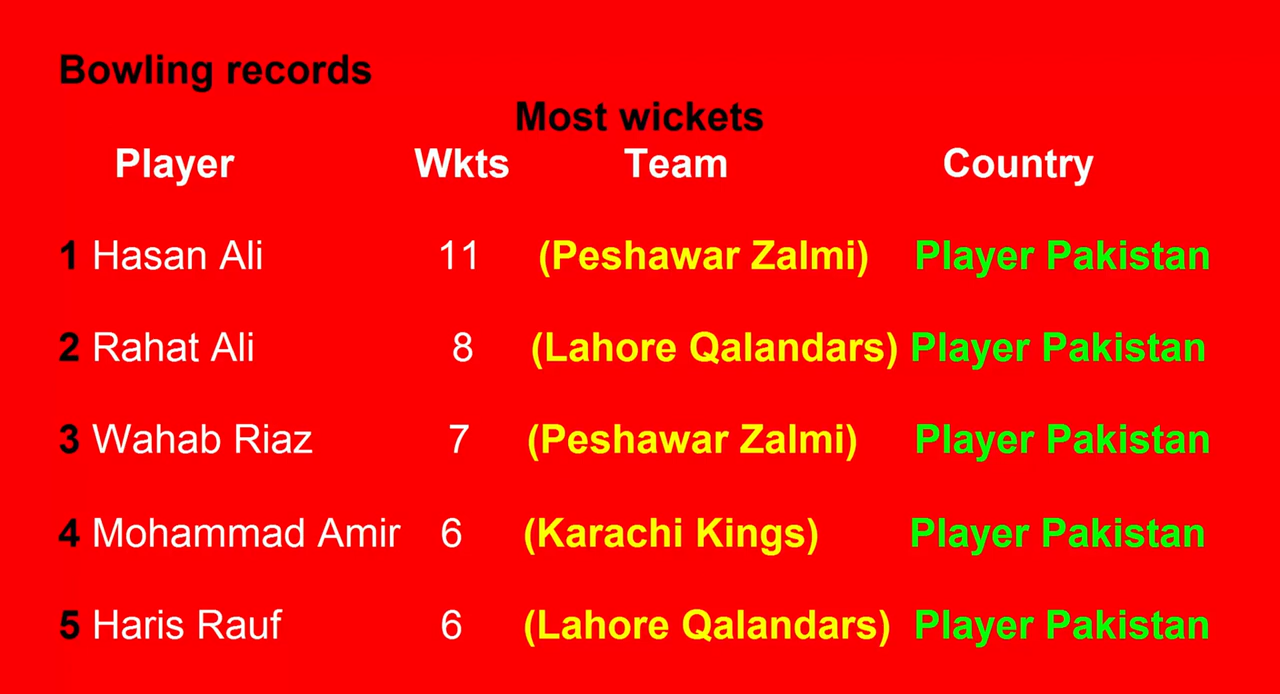 Bowling records
Most wickets
Player Wkts Team Country
1 Hasan Ali 11 (Peshawar Zalmi) Player Pakistan
2 Rahat Ali 8 (Lahore Qalandars) Player Pakistan
3 Wahab Riaz 7 (Peshawar Zalmi) Player Pakistan
4 Mohammad Amir 6 (Karachi Kings) Player Pakistan
5 Haris Rauf 6 (Lahore Qalandars) Player Pakistan